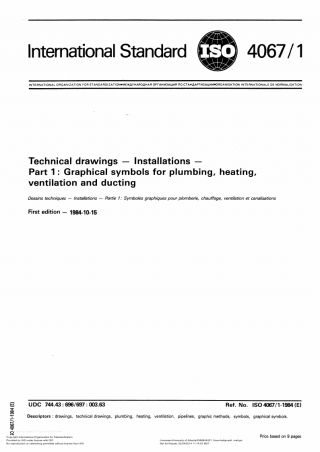 International Standard ISO 4067/1
INTERNATIONAL ORGANIZATION FOR STANDARDIZATION•МЕЖДУНАРОДНАЯ ОРГАНИЗАЦИЯ ПО СТАНДАРТИЗАЦИИ•ORGANISATION INTERNATIONALE DE NORMALISATION
Technical drawings — Installations —
Part 1 : Graphical symbols for plumbing, heating,
ventilation and ducting
Dessins techniques — Installations — Partie 1 : Symboles graphiques pour plomberie, chauffage, ventilation et canalisations
First edition — 1984-10-15
UDC 744.43 : 696/697 : 003.63
Ref. No. ISO 4067/1-1984 (E)
Descriptors : drawings, technical drawings, plumbing, heating, ventilation, pipelines, graphic methods, symbols, graphical symbols.
ISO 4067/1-1984 (E)
Price based on 9 pages